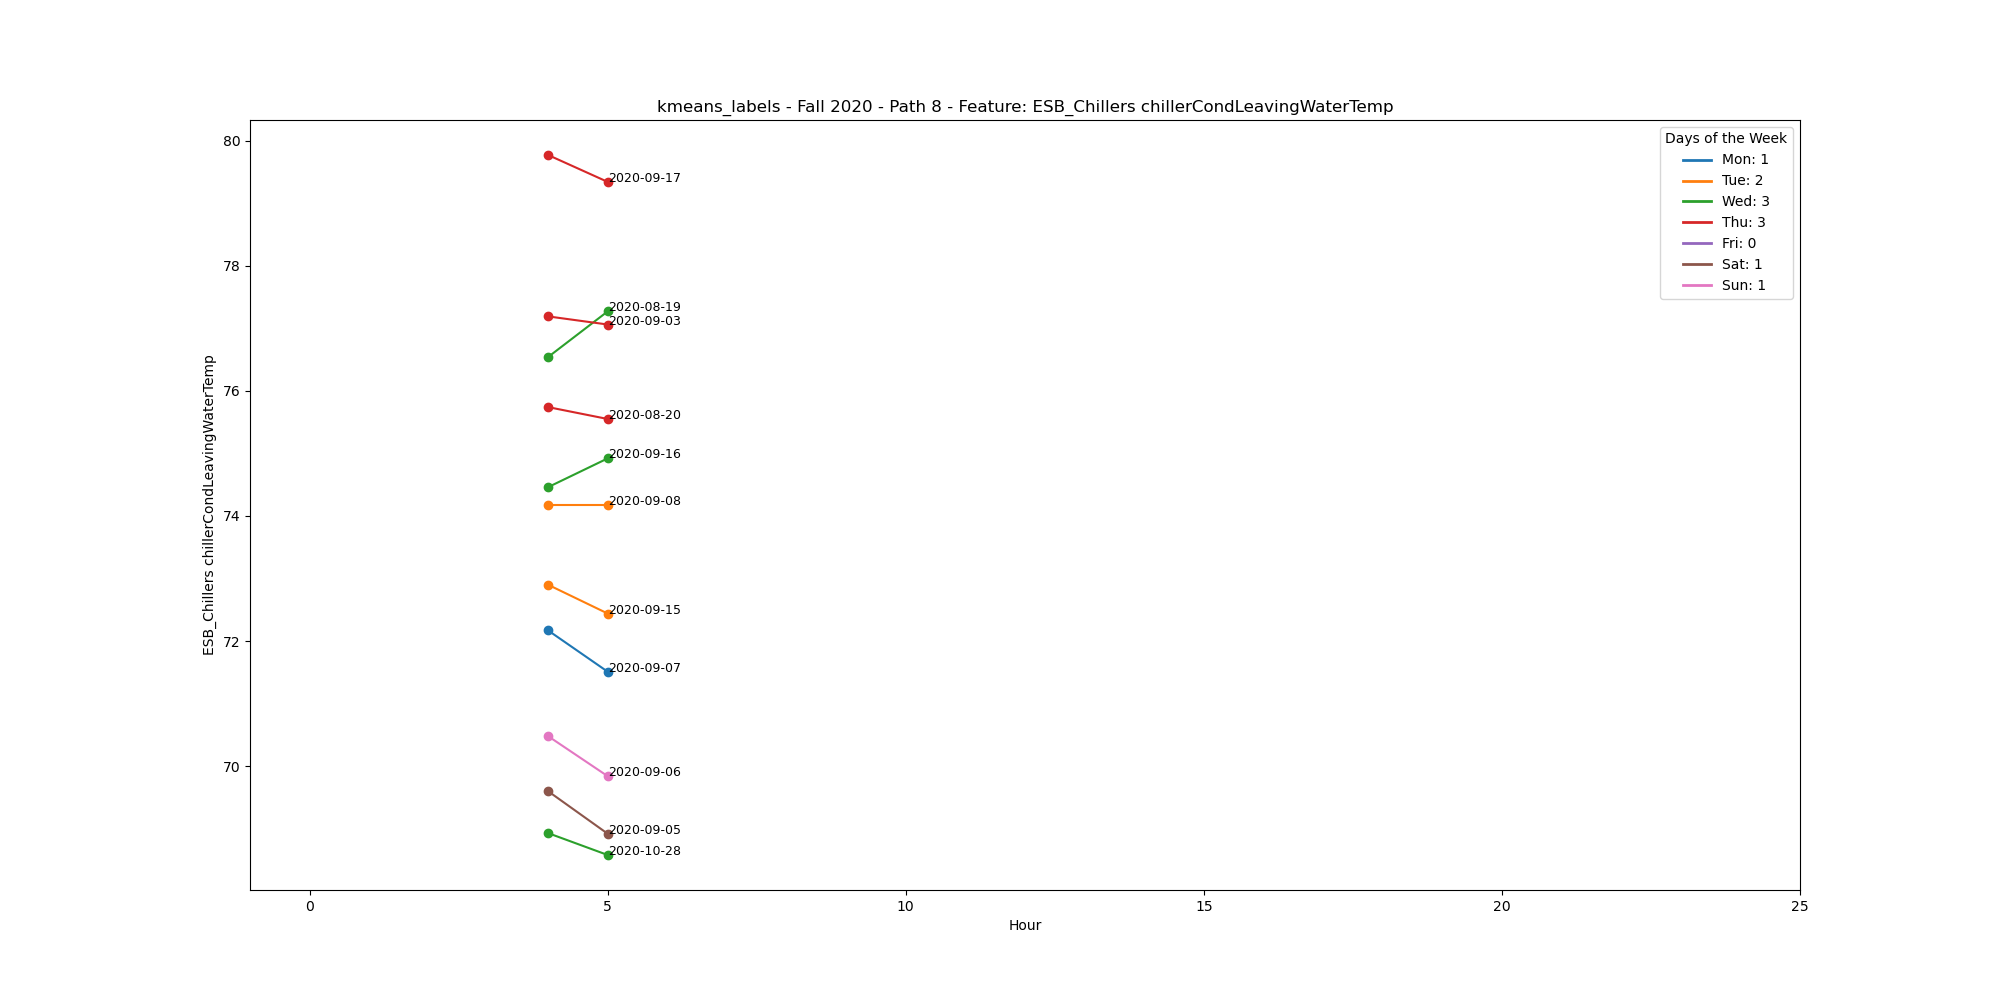 kmeans_labels - Fall 2020 - Path 8 - Feature: ESB_Chillers chillerCondLeavingWaterTemp
Days of the Week
Mon: 1
Tue: 2
Wed: 3
Thu: 3
Fri: 0
Sat: 1
Sun: 1
80
78
76
74
72
70
ESB_Chillers chillerCondLeavingWaterTemp
2020-09-17
2020-08-19
2020-09-03
2020-08-20
2020-09-16
2020-09-08
2020-09-15
2020-09-07
2020-09-06
2020-09-05
2020-10-28
0 5 10 15 20 25
Hour